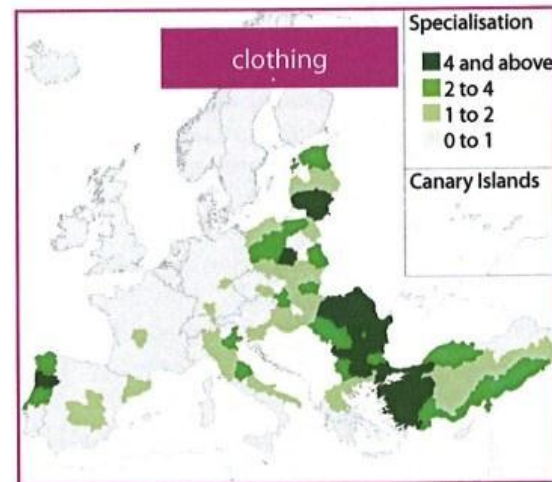 clothing
Specialisation
4 and above
2 to 4
1 to 2
0 to 1
Canary Islands